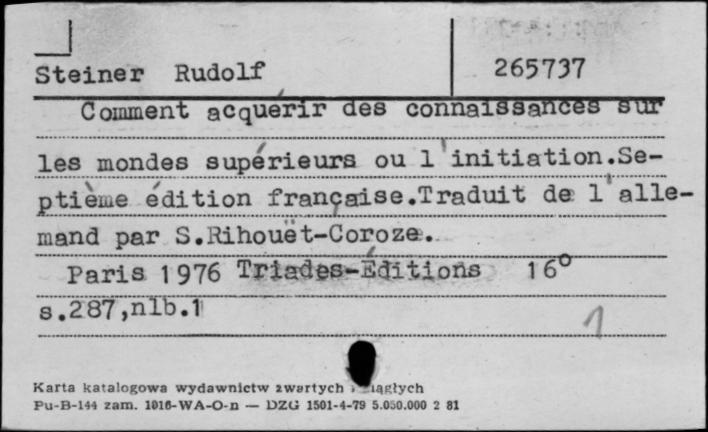 Steiner Rudolf 265737
Comment acquérir des connaissances sur
les mondes supérieurs ou l'initiation.Se-
ptième édition française.Traduit de l'alle-
mand par S.Rihouët-Coroze.
Paris 1976 Triades-Éditions 16°
s.287,nlb.1
1
Karta katalogowa wydawnictw zwartych i ciągłych
Pu-B-144 zam. 1016-WA-O-n — DZG 1501-4-79 5.050.000 2 81